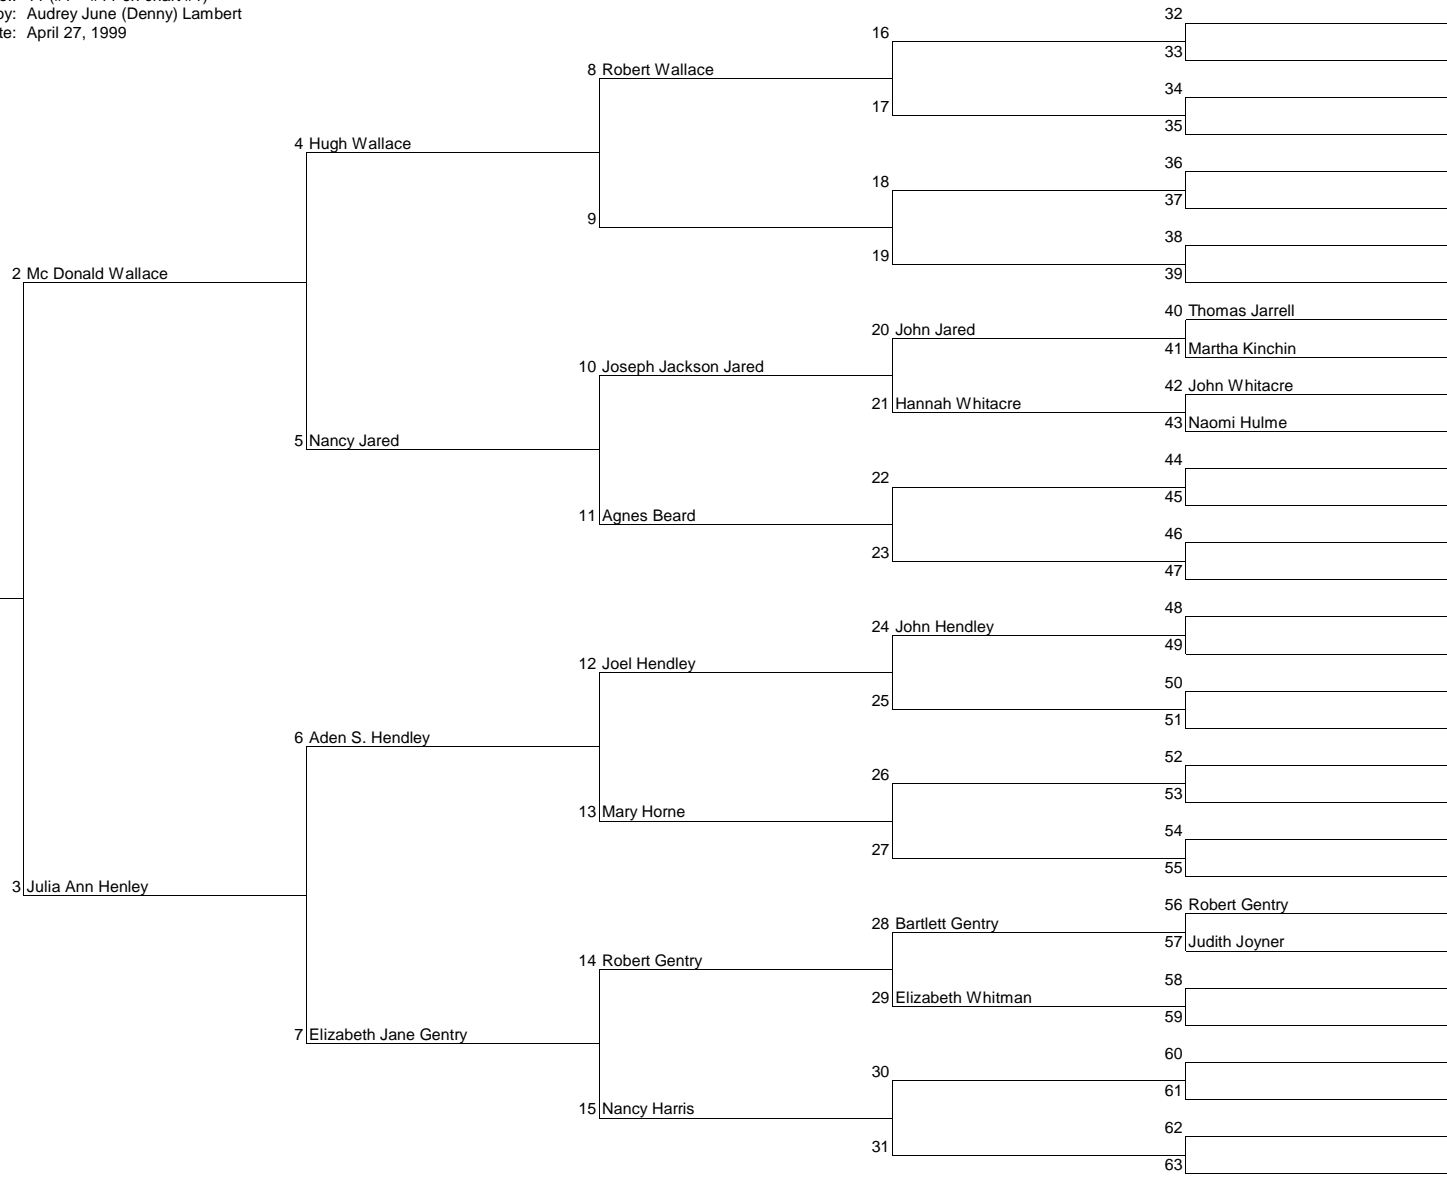 by: Audrey June (Denny) Lambert
te: April 27, 1999
2 Mc Donald Wallace
3 Julia Ann Henley
4 Hugh Wallace
5 Nancy Jared
6 Aden S. Hendley
7 Elizabeth Jane Gentry
8 Robert Wallace
9
10 Joseph Jackson Jared
11 Agnes Beard
12 Joel Hendley
13 Mary Horne
14 Robert Gentry
15 Nancy Harris
16
17
18
19
20 John Jared
21 Hannah Whitacre
22
23
24 John Hendley
25
26
27
28 Bartlett Gentry
29 Elizabeth Whitman
30
31
32
33
34
35
36
37
38
39
40 Thomas Jarrell
41 Martha Kinchin
42 John Whitacre
43 Naomi Hulme
44
45
46
47
48
49
50
51
52
53
54
55
56 Robert Gentry
57 Judith Joyner
58
59
60
61
62
63